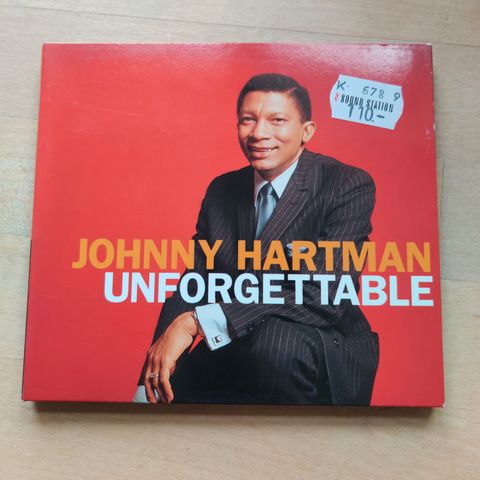 K 678 9
SOUND STATION
110.-
JOHNNY HARTMAN
UNFORGETTABLE